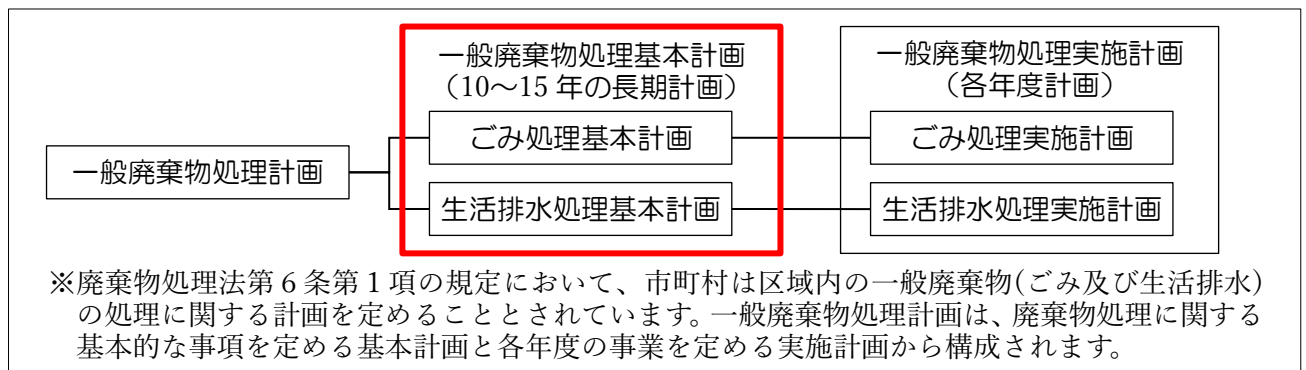 一般廃棄物処理基本計画
（10～15 年の長期計画）
一般廃棄物処理実施計画
（各年度計画）
ごみ処理基本計画
ごみ処理実施計画
一般廃棄物処理計画
生活排水処理基本計画
生活排水処理実施計画
※廃棄物処理法第 6 条第 1 項の規定において、市町村は区域内の一般廃棄物(ごみ及び生活排水)
の処理に関する計画を定めることとされています。一般廃棄物処理計画は、廃棄物処理に関する
基本的な事項を定める基本計画と各年度の事業を定める実施計画から構成されます。